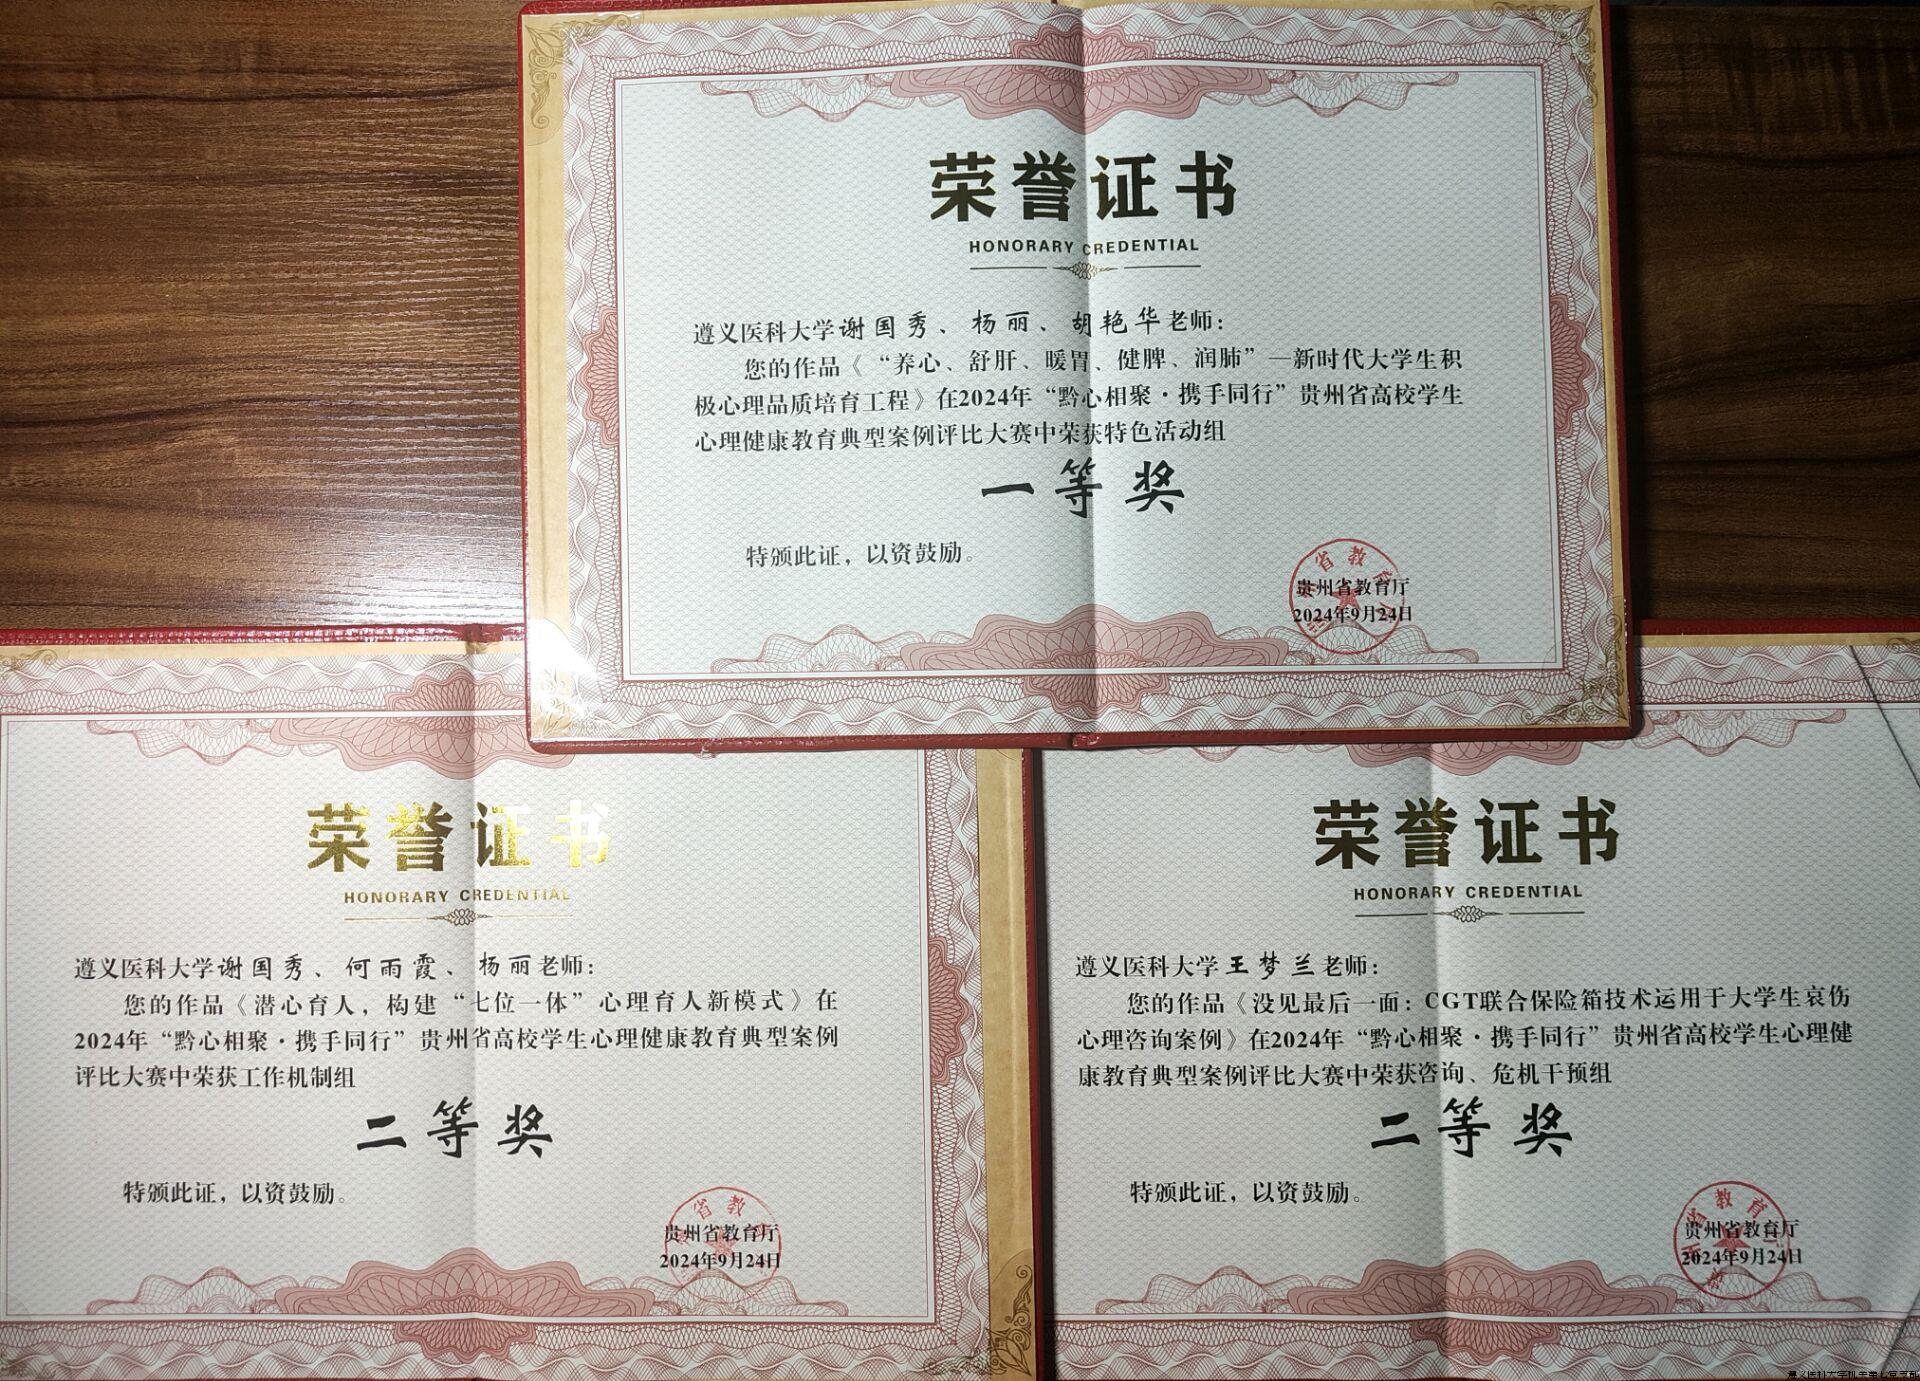 荣誉证书
HONORARY CREDENTIAL
遵义医科大学谢国秀、杨丽、胡艳华老师：
您的作品《“养心、舒肝、暖胃、健脾、润肺”—新时代大学生积
极心理品质培育工程》在2024年“黔心相聚·携手同行”贵州省高校学生
心理健康教育典型案例评比大赛中荣获特色活动组
一等奖
特颁此证，以资鼓励。
贵州省教育厅
2024年9月24日
荣誉证书
HONORARY CREDENTIAL
遵义医科大学谢国秀、何雨霞、杨丽老师：
您的作品《潜心育人，构建“七位一体”心理育人新模式》在
2024年“黔心相聚·携手同行”贵州省高校学生心理健康教育典型案例
评比大赛中荣获工作机制组
二等奖
特颁此证，以资鼓励。
贵州省教育厅
2024年9月24日
荣誉证书
HONORARY CREDENTIAL
遵义医科大学王梦兰老师：
您的作品《没见最后一面：CGT联合保险箱技术运用于大学生哀伤
心理咨询案例》在2024年“黔心相聚·携手同行”贵州省高校学生心理健
康教育典型案例评比大赛中荣获咨询、危机干预组
二等奖
特颁此证，以资鼓励。
贵州省教育厅
2024年9月24日